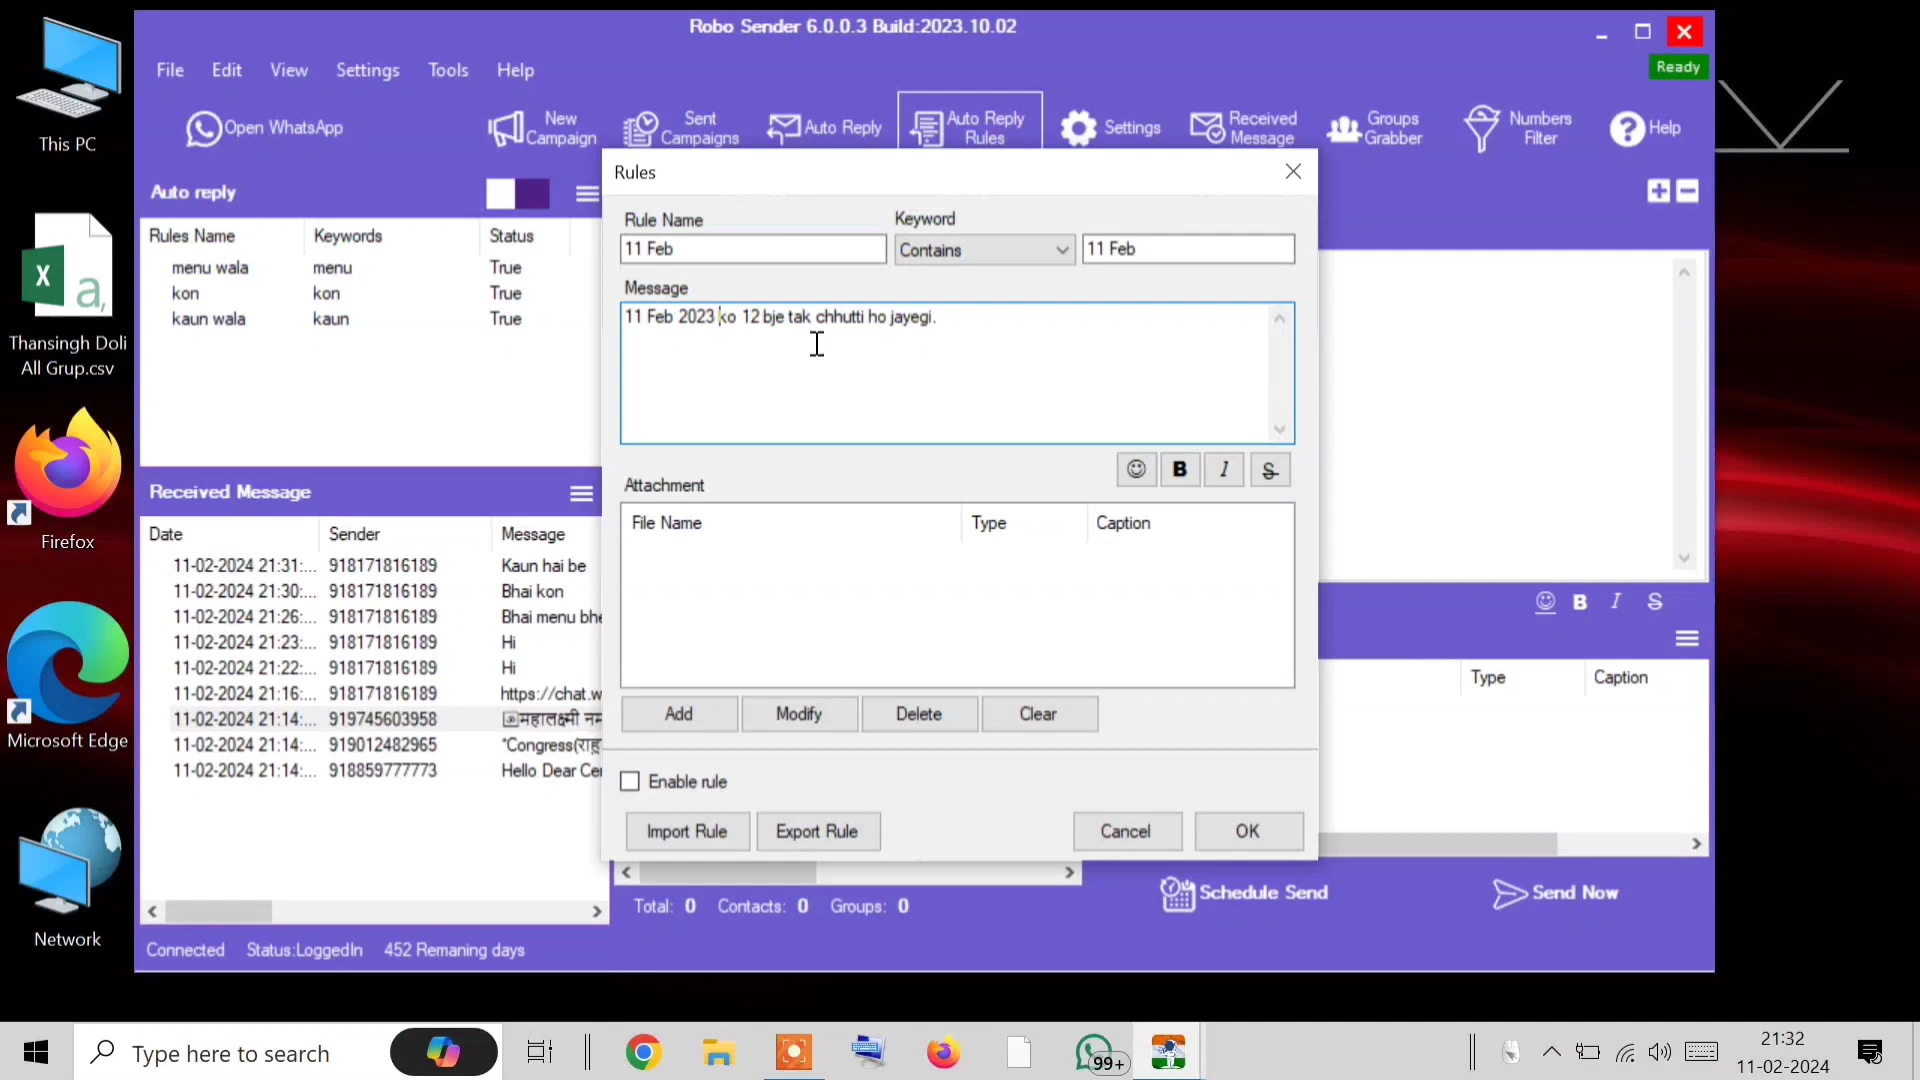 This PC
Thansingh Doli
All Grup.csv
Firefox
Microsoft Edge
Network
Robo Sender 6.0.0.3 Build:2023.10.02
File Edit View Settings Tools Help
Ready
Open WhatsApp
New Campaign
Sent Campaigns
Auto Reply
Auto Reply Rules
Settings
Received Message
Groups Grabber
Numbers Filter
Help
Auto reply
Rules Name Keywords Status
menu wala menu True
kon kon True
kaun wala kaun True
Received Message
Date Sender Message
11-02-2024 21:31:... 918171816189 Kaun hai be
11-02-2024 21:30:... 918171816189 Bhai kon
11-02-2024 21:26:... 918171816189 Bhai menu bhe
11-02-2024 21:23:... 918171816189 Hi
11-02-2024 21:22:... 918171816189 Hi
11-02-2024 21:16:... 918171816189 https://chat.w
11-02-2024 21:14:... 919745603958 महालक्ष्मी नम
11-02-2024 21:14:... 919012482965 *Congress(राहु
11-02-2024 21:14:... 918859777773 Hello Dear Cer
Connected Status:LoggedIn 452 Remaning days
Rules
Rule Name Keyword
11 Feb Contains 11 Feb
Message
11 Feb 2023 ko 12 bje tak chhutti ho jayegi.
B I S
Attachment
File Name Type Caption
Add Modify Delete Clear
Enable rule
Import Rule Export Rule Cancel OK
B I S
Type Caption
Total: 0 Contacts: 0 Groups: 0
Schedule Send Send Now
Type here to search
99+
21:32
11-02-2024